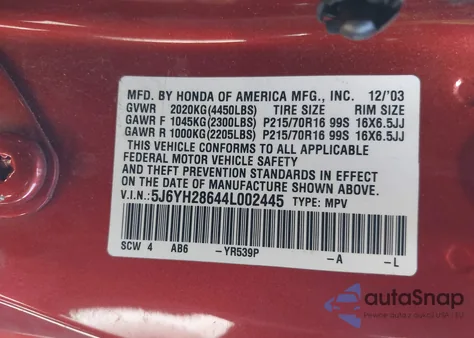 MFD. BY HONDA OF AMERICA MFG., INC. 12/'03
GVWR 2020KG(4450LBS) TIRE SIZE RIM SIZE
GAWR F 1045KG(2300LBS) P215/70R16 99S 16X6.5JJ
GAWR R 1000KG(2205LBS) P215/70R16 99S 16X6.5JJ
THIS VEHICLE CONFORMS TO ALL APPLICABLE
FEDERAL MOTOR VEHICLE SAFETY
AND THEFT PREVENTION STANDARDS IN EFFECT
ON THE DATE OF MANUFACTURE SHOWN ABOVE.
V.I.N.: 5J6YH28644L002445 TYPE: MPV
SCW 4 AB6 -YR539P -A -L
autoSnap